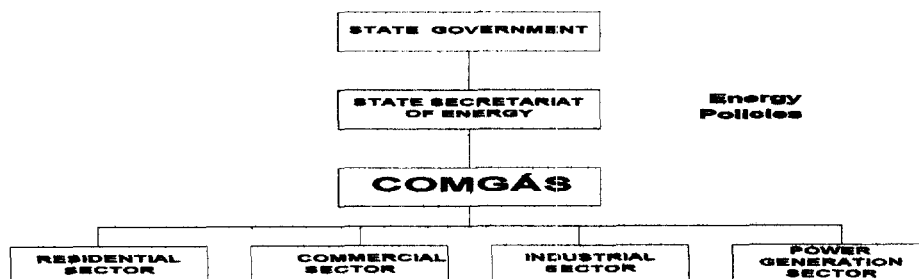 STATE GOVERNMENT
STATE SECRETARIAT
OF ENERGY
Energy
Policies
COMGÁS
RESIDENTIAL
SECTOR
COMMERCIAL
SECTOR
INDUSTRIAL
SECTOR
POWER
GENERATION
SECTOR